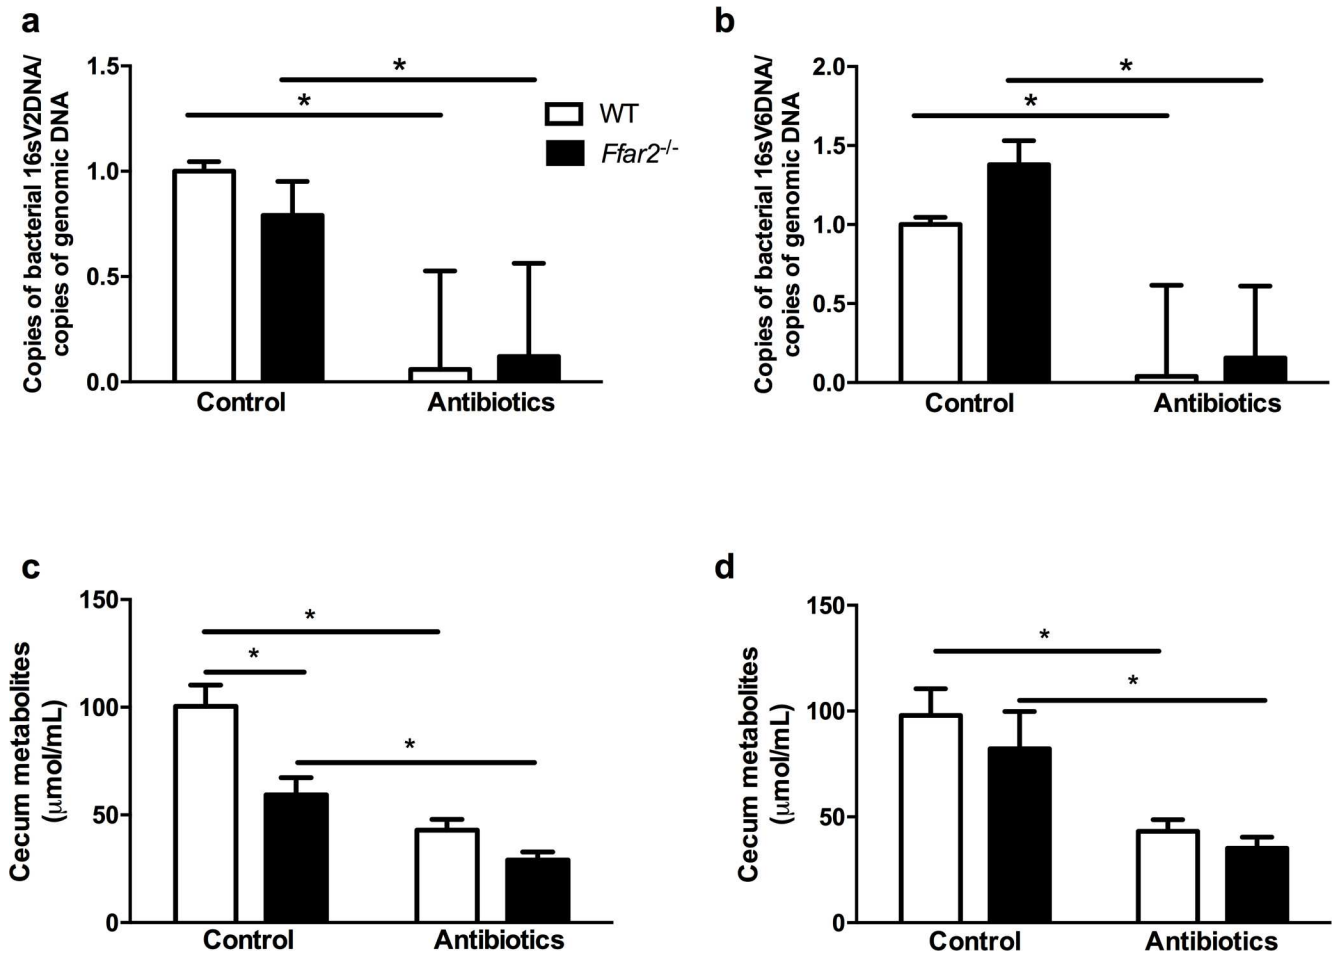 a
Copies of bacterial 16sV2DNA/
copies of genomic DNA
1.5
1.0
0.5
0.0
*
*
WT
Ffar2-/-
Control
Antibiotics
b
Copies of bacterial 16sV6DNA/
copies of genomic DNA
2.0
1.5
1.0
0.5
0.0
*
*
Control
Antibiotics
c
Cecum metabolites
(μmol/mL)
150
100
50
0
*
*
*
Control
Antibiotics
d
Cecum metabolites
(μmol/mL)
150
100
50
0
*
*
Control
Antibiotics